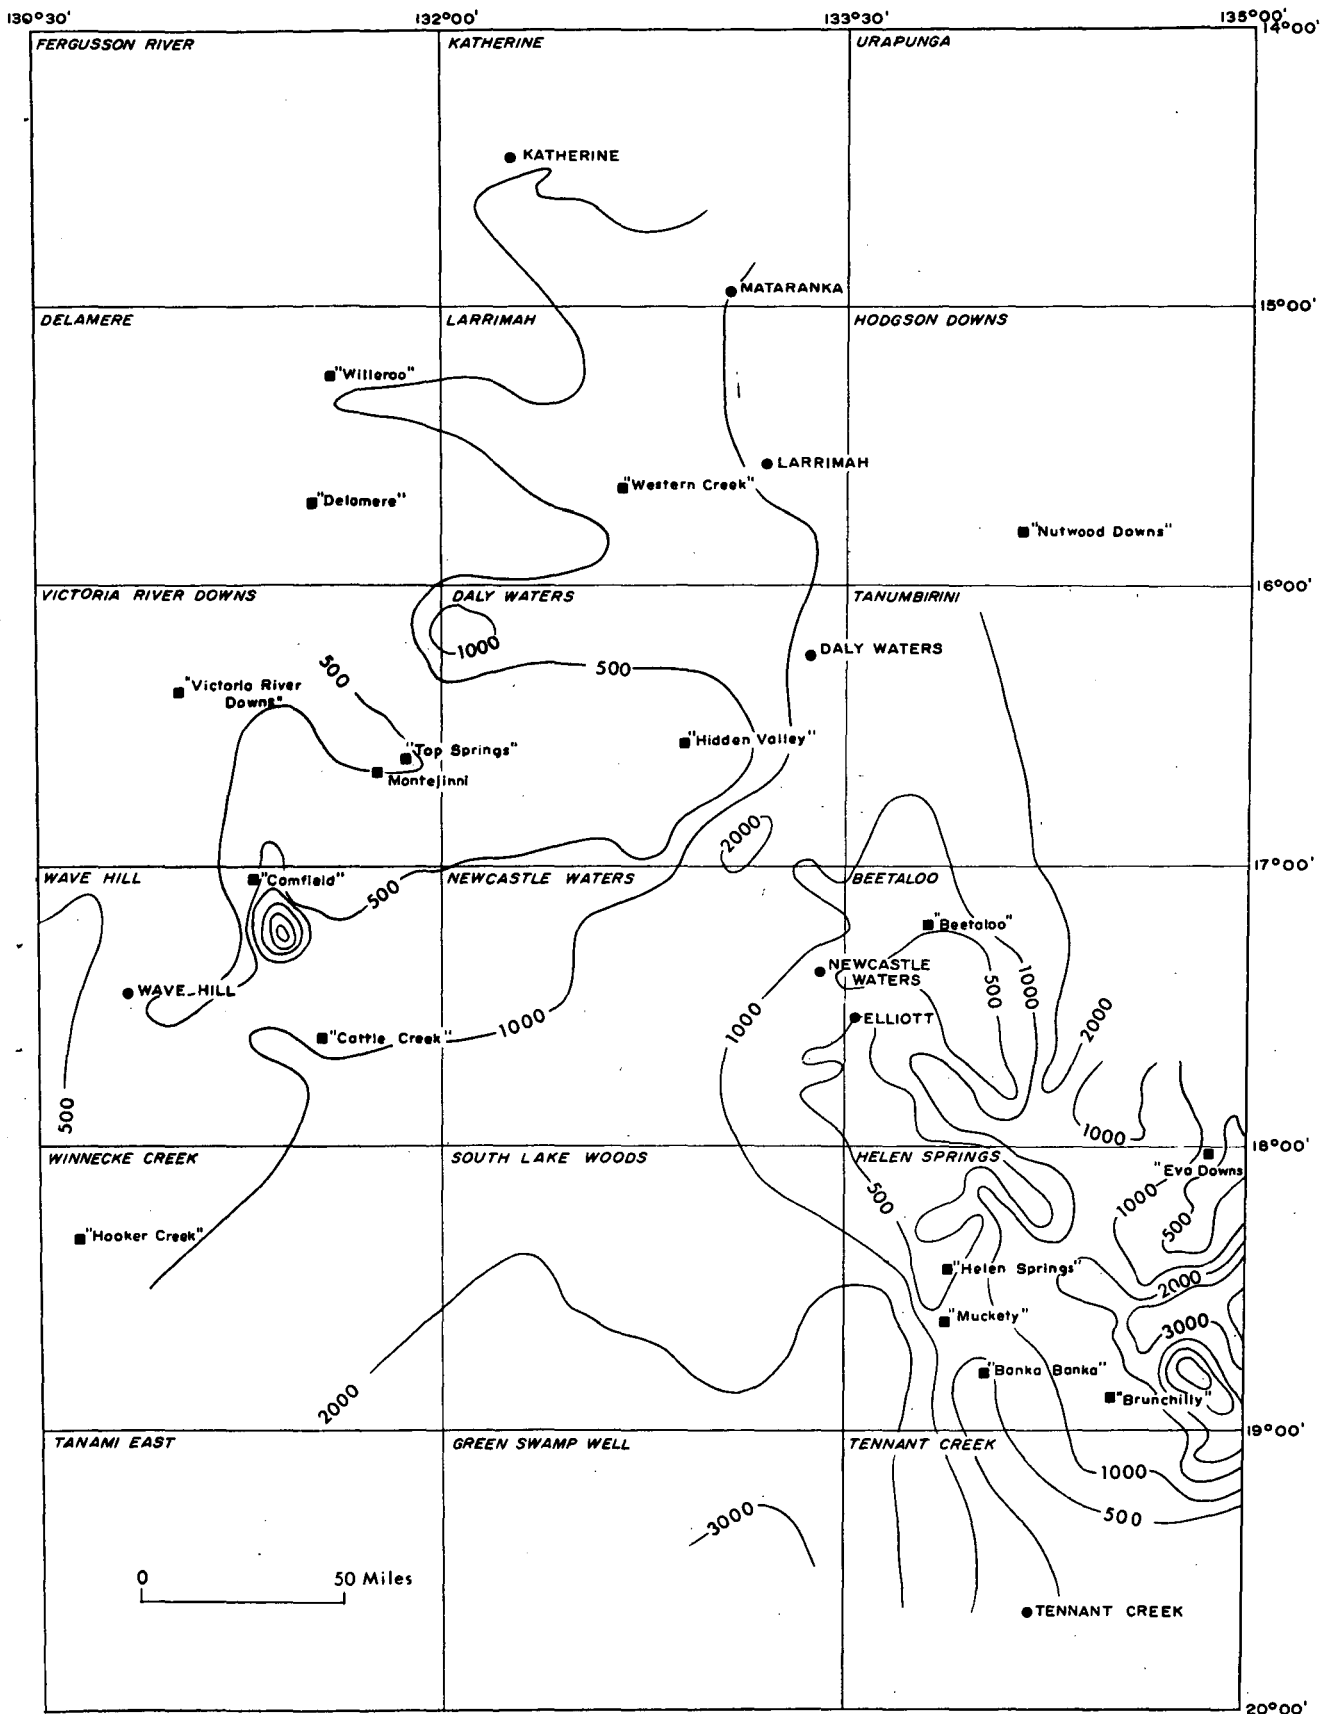 130°30' 132°00' 133°30' 135°00'
14°00'
FERGUSSON RIVER KATHERINE URAPUNGA
KATHERINE
MATARANKA
15°00'
DELAMERE LARRIMAH HODGSON DOWNS
"Willeroo"
LARRIMAH
"Western Creek"
"Delamere"
"Nutwood Downs"
16°00'
VICTORIA RIVER DOWNS DALY WATERS TANUMBIRINI
1000
DALY WATERS
500 500
"Victoria River
Downs"
"Hidden Valley"
"Top Springs"
Montejinni
2000
17°00'
WAVE HILL NEWCASTLE WATERS BEETALOO
"Camfield"
500
"Beetaloo"
NEWCASTLE
WATERS
500 1000
WAVE HILL
1000 1000 ELLIOTT 2000
"Cattle Creek"
500
1000
18°00'
WINNECKE CREEK SOUTH LAKE WOODS HELEN SPRINGS
"Eva Downs
500 1000
500
"Hooker Creek"
"Helen Springs"
2000
"Muckety"
3000
"Banka Banka"
"Brunchilly"
2000
19°00'
TANAMI EAST GREEN SWAMP WELL TENNANT CREEK
1000
3000 500
0 50 Miles
TENNANT CREEK
20°00'